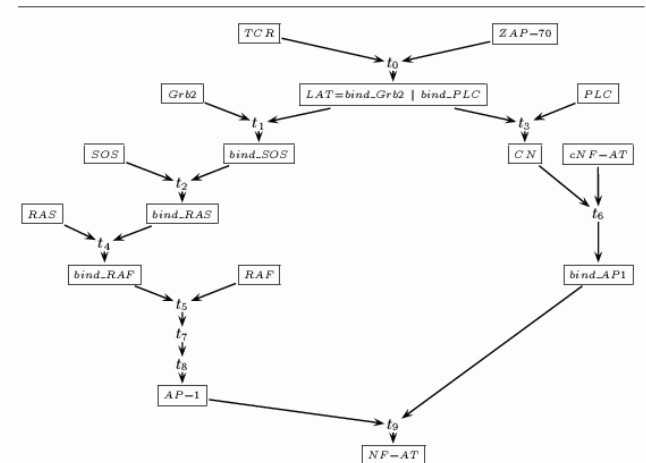 TCR ZAP−70
t0
Grb2 LAT=bind_Grb2 | bind_PLC PLC
t1 t3
SOS bind_SOS CN cNF−AT
t2
RAS bind_RAS t6
t4
bind_RAF RAF bind_AP1
t5
t7
t8
AP−1
t9
NF−AT